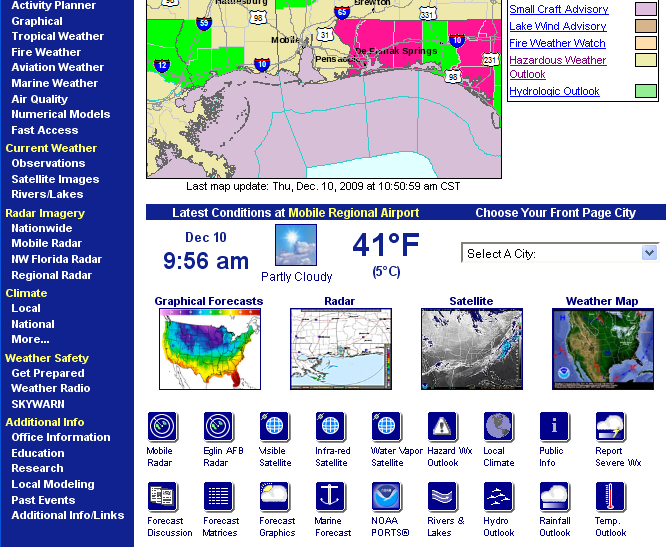 Activity Planner
Graphical
Tropical Weather
Fire Weather
Aviation Weather
Marine Weather
Air Quality
Numerical Models
Fast Access
Current Weather
Observations
Satellite Images
Rivers/Lakes
Radar Imagery
Nationwide
Mobile Radar
NW Florida Radar
Regional Radar
Climate
Local
National
More...
Weather Safety
Get Prepared
Weather Radio
SKYWARN
Additional Info
Office Information
Education
Research
Local Modeling
Past Events
Additional Info/Links
Hattiesburg
Brewton
98
65
331
59
Mobile
31
De Funiak Springs
10
12
10
98
231
Small Craft Advisory
Lake Wind Advisory
Fire Weather Watch
Hazardous Weather
Outlook
Hydrologic Outlook
Last map update: Thu, Dec. 10, 2009 at 10:50:59 am CST
Latest Conditions at Mobile Regional Airport
Choose Your Front Page City
Dec 10
9:56 am
Partly Cloudy
41°F
(5°C)
Select A City:
Graphical Forecasts
Radar
Satellite
Weather Map
Mobile
Radar
Eglin AFB
Radar
Visible
Satellite
Infra-red
Satellite
Water Vapor
Satellite
Hazard Wx
Outlook
Local
Climate
Public
Info
Report
Severe Wx
Forecast
Discussion
Forecast
Matrices
Forecast
Graphics
Marine
Forecast
NOAA
PORTS®
Rivers &
Lakes
Hydro
Outlook
Rainfall
Outlook
Temp.
Outlook